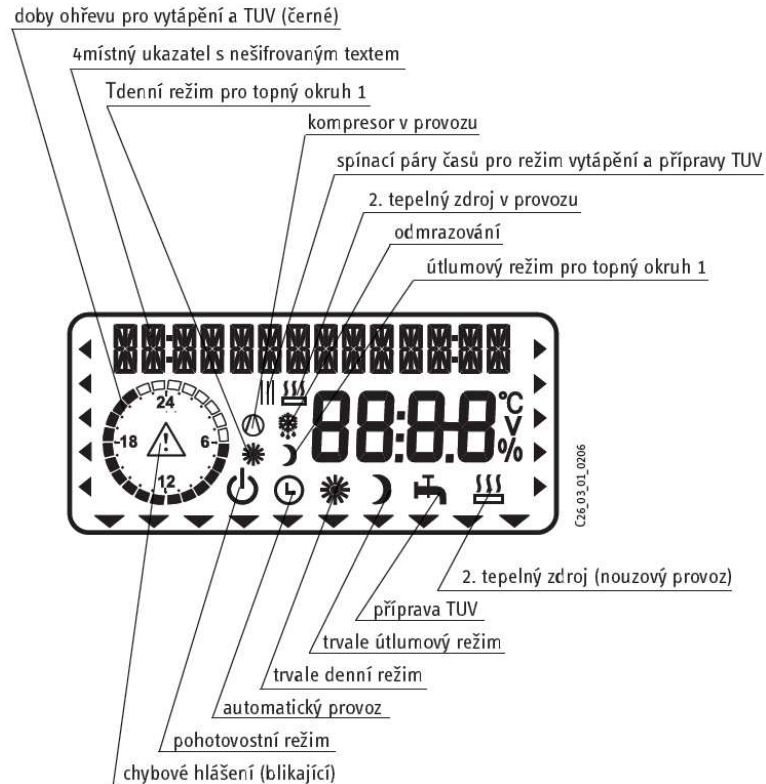 doby ohřevu pro vytápění a TUV (černé)
4místný ukazatel s nešifrovaným textem
Tdenní režim pro topný okruh 1
kompresor v provozu
spínací páry časů pro režim vytápění a přípravy TUV
2. tepelný zdroj v provozu
odmrazování
útlumový režim pro topný okruh 1
24
18
6
12
88:8.8
°C
V
%
C26_03_01_0206
2. tepelný zdroj (nouzový provoz)
příprava TUV
trvale útlumový režim
trvale denní režim
automatický provoz
pohotovostní režim
chybové hlášení (blikající)